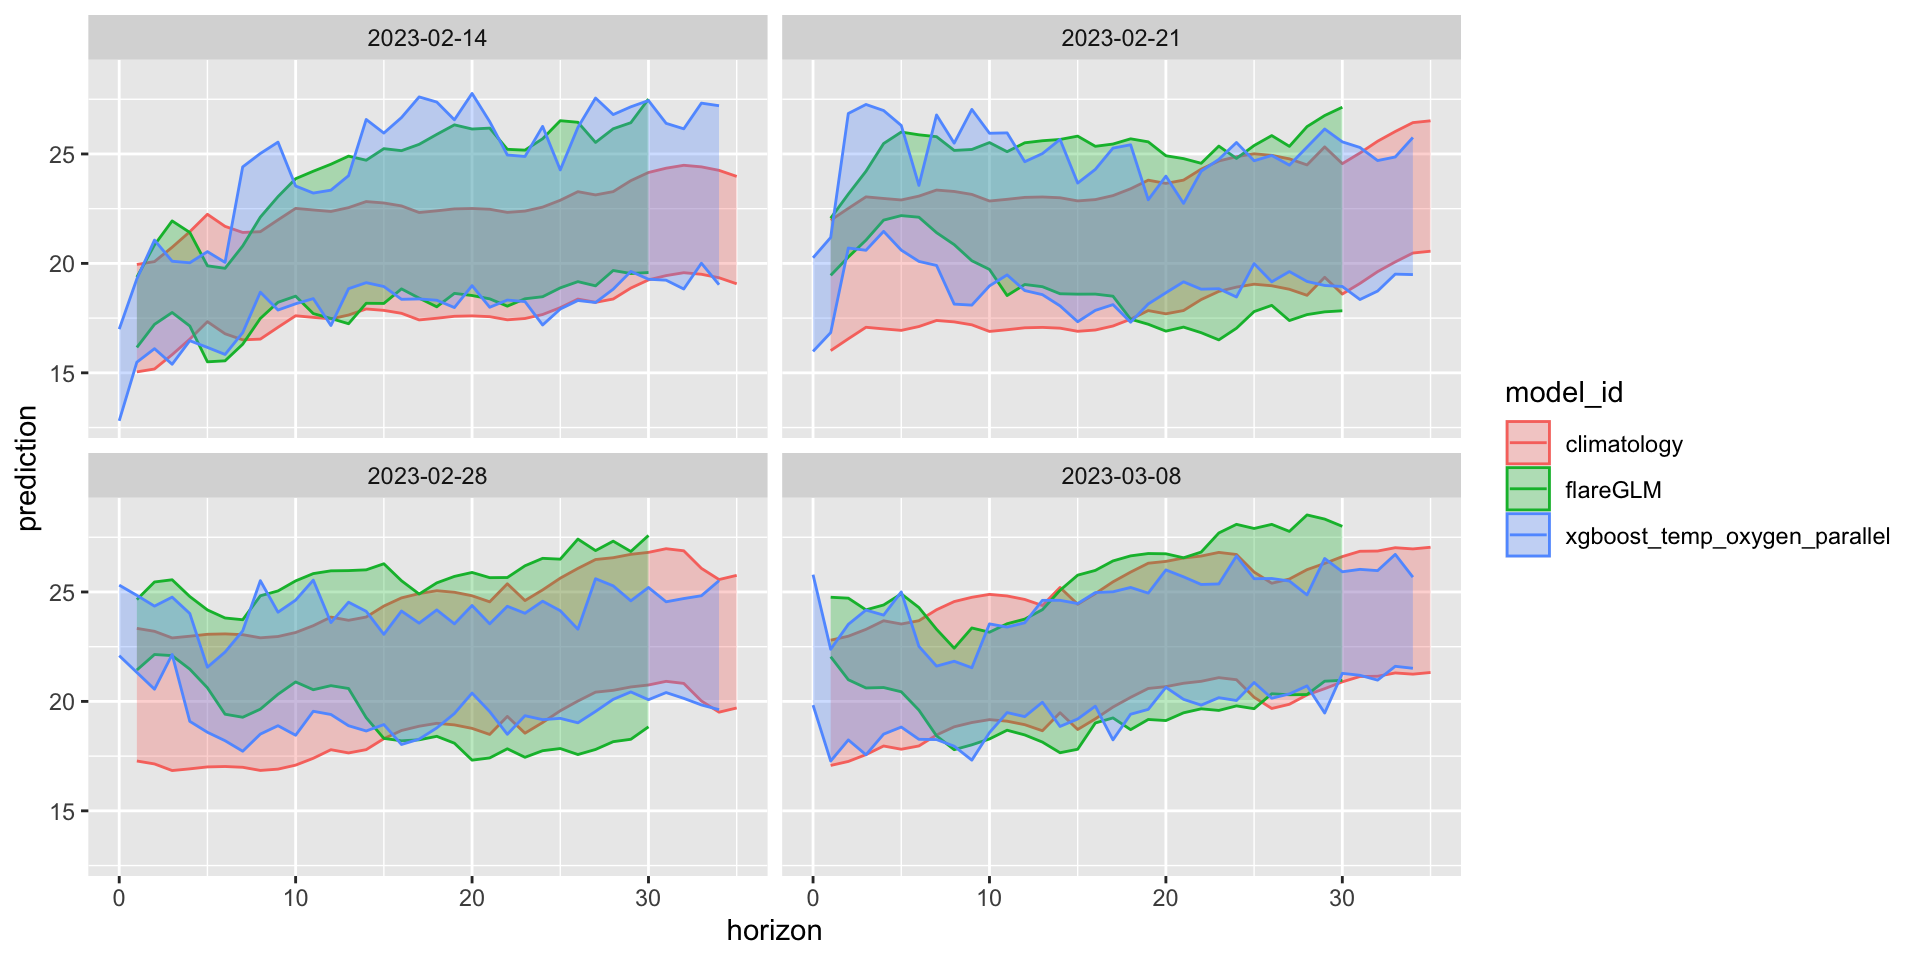 2023-02-14
2023-02-21
25
20
15
2023-02-28
2023-03-08
25
20
15
0 10 20 30
0 10 20 30
horizon
prediction
model_id
climatology
flareGLM
xgboost_temp_oxygen_parallel